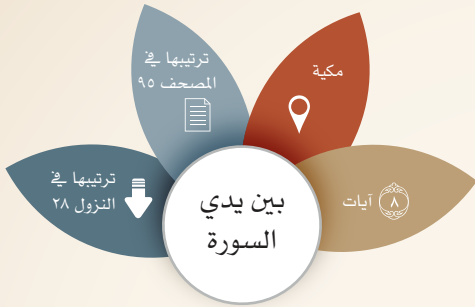 بين يدي
السورة
٨ آيات
مكية
ترتيبها في
المصحف ٩٥
ترتيبها في
النزول ٢٨